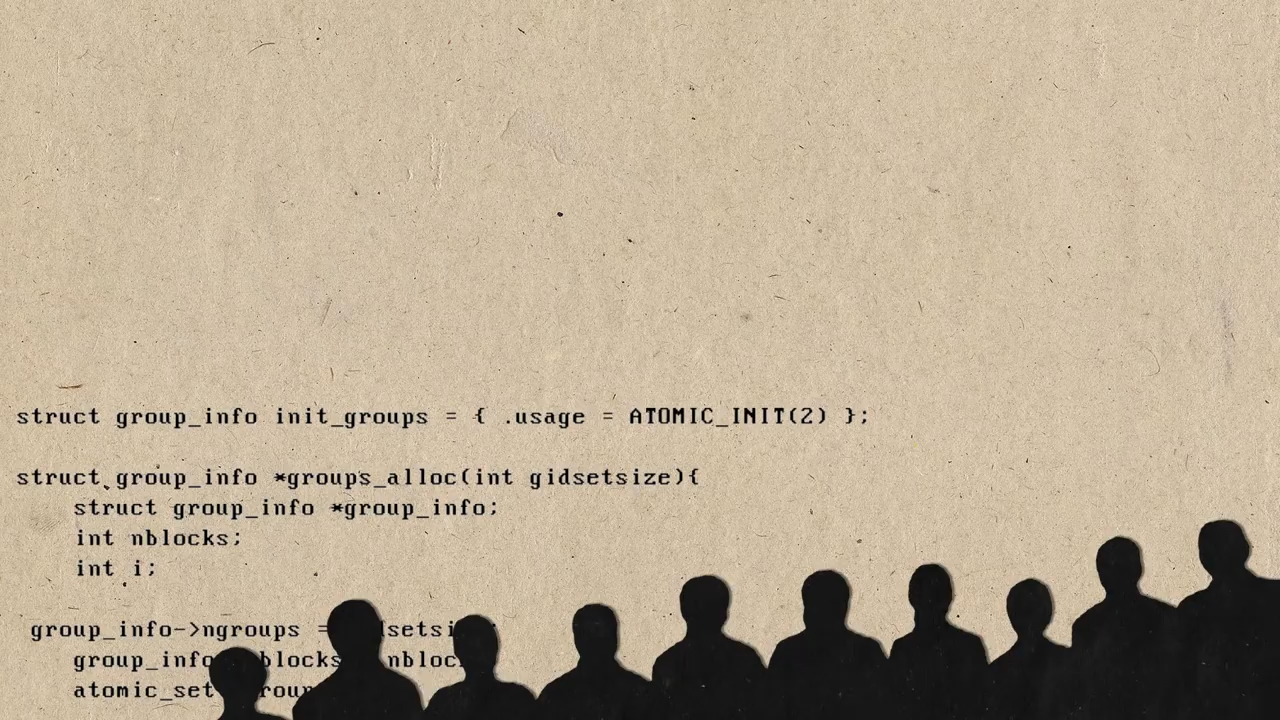 struct group_info init_groups = { .usage = ATOMIC_INIT(2) };
struct group_info *groups_alloc(int gidsetsize){
struct group_info *group_info;
int nblocks;
int i;
group_info->ngroups =
group_info
atomic_set